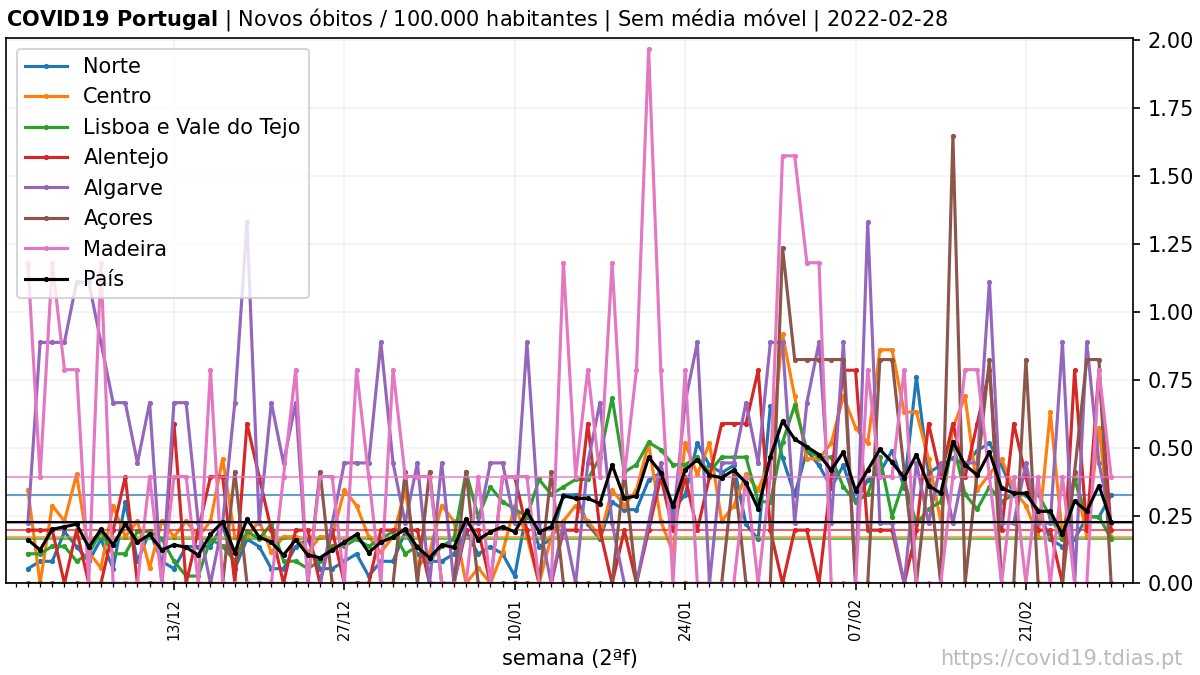 COVID19 Portugal | Novos óbitos / 100.000 habitantes | Sem média móvel | 2022-02-28
Norte
Centro
Lisboa e Vale do Tejo
Alentejo
Algarve
Açores
Madeira
País
2.00
1.75
1.50
1.25
1.00
0.75
0.50
0.25
0.00
13/12
27/12
10/01
24/01
07/02
21/02
semana (2ªf)
https://covid19.tdias.pt